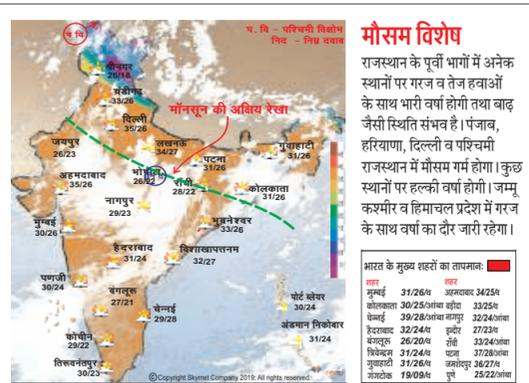 प. वि
प. वि - पश्चिमी विक्षोभ
निद - निम्न दवाब
श्रीनगर
26/18
चंडीगढ
33/26
दिल्ली
35/26
मॉनसून की अक्षिय रेखा
जयपुर
26/23
लखनऊ
34/27
पटना
31/26
गुवाहाटी
31/26
अहमदाबाद
35/26
भोपाल
26/22
राँची
28/22
कोलकाता
31/26
नागपुर
29/23
मुम्बई
30/26
भुवनेश्वर
33/26
हैदराबाद
31/24
विशाखापत्तनम
32/27
पणजी
30/24
बंगलूरू
27/21
चेन्नई
29/28
पोर्ट ब्लेयर
30/24
अंडमान निकोबार
31/24
कोचीन
29/22
तिरूवनंतपुर
30/23
©Copyright Skymet Company 2019: All rights reserved.
मौसम विशेष
राजस्थान के पूर्वी भागों में अनेक
स्थानों पर गरज व तेज हवाओं
के साथ भारी वर्षा होगी तथा बाढ़
जैसी स्थिति संभव है। पंजाब,
हरियाणा, दिल्ली व पश्चिमी
राजस्थान में मौसम गर्म होगा। कुछ
स्थानों पर हल्की वर्षा होगी। जम्मू
कश्मीर व हिमाचल प्रदेश में गरज
के साथ वर्षा का दौर जारी रहेगा।
भारत के मुख्य शहरों का तापमान:
शहर शहर
मुम्बई 31/26/व अहमदाबाद 34/25/व
कोलकाता 30/25/आंबा बड़ौदा 33/25/व
चेन्नई 39/28/आंबा नागपुर 32/24/आंबा
हैदराबाद 32/24/व इन्दौर 27/23/व
बंगलूरू 26/20/व राँची 33/24/आंबा
त्रिवेन्द्रम 31/24/व पटना 37/28/आंबा
गुवाहाटी 31/26/व जमशेदपुर 36/27/व
गंगटोक 19/09/व पुणे 25/22/आंबा